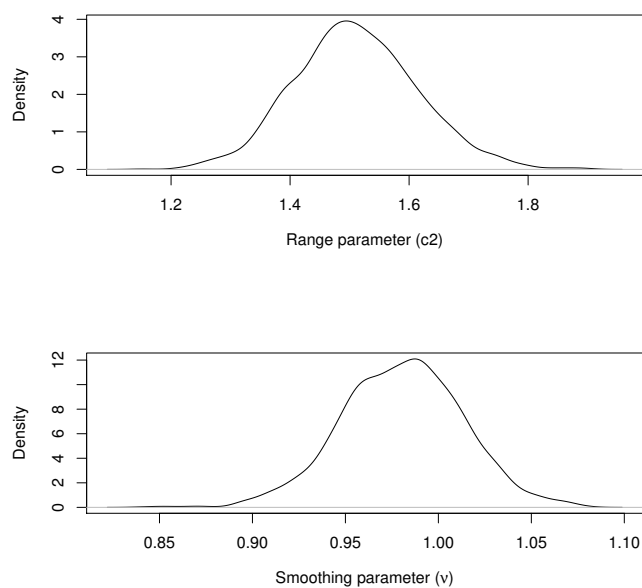 Density
4
3
2
1
0
1.2 1.4 1.6 1.8
Range parameter (c2)
Density
12
8
6
4
2
0
0.85 0.90 0.95 1.00 1.05 1.10
Smoothing parameter (ν)